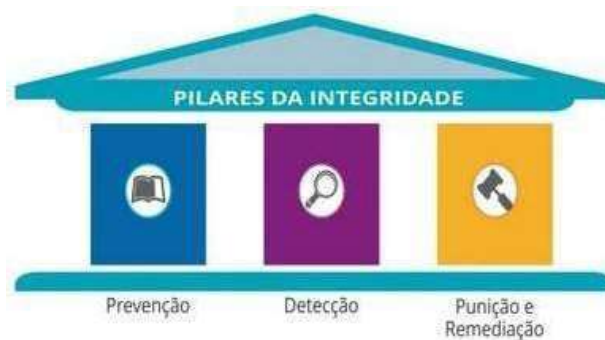 PILARES DA INTEGRIDADE
Prevenção
Detecção
Punição e
Remediação